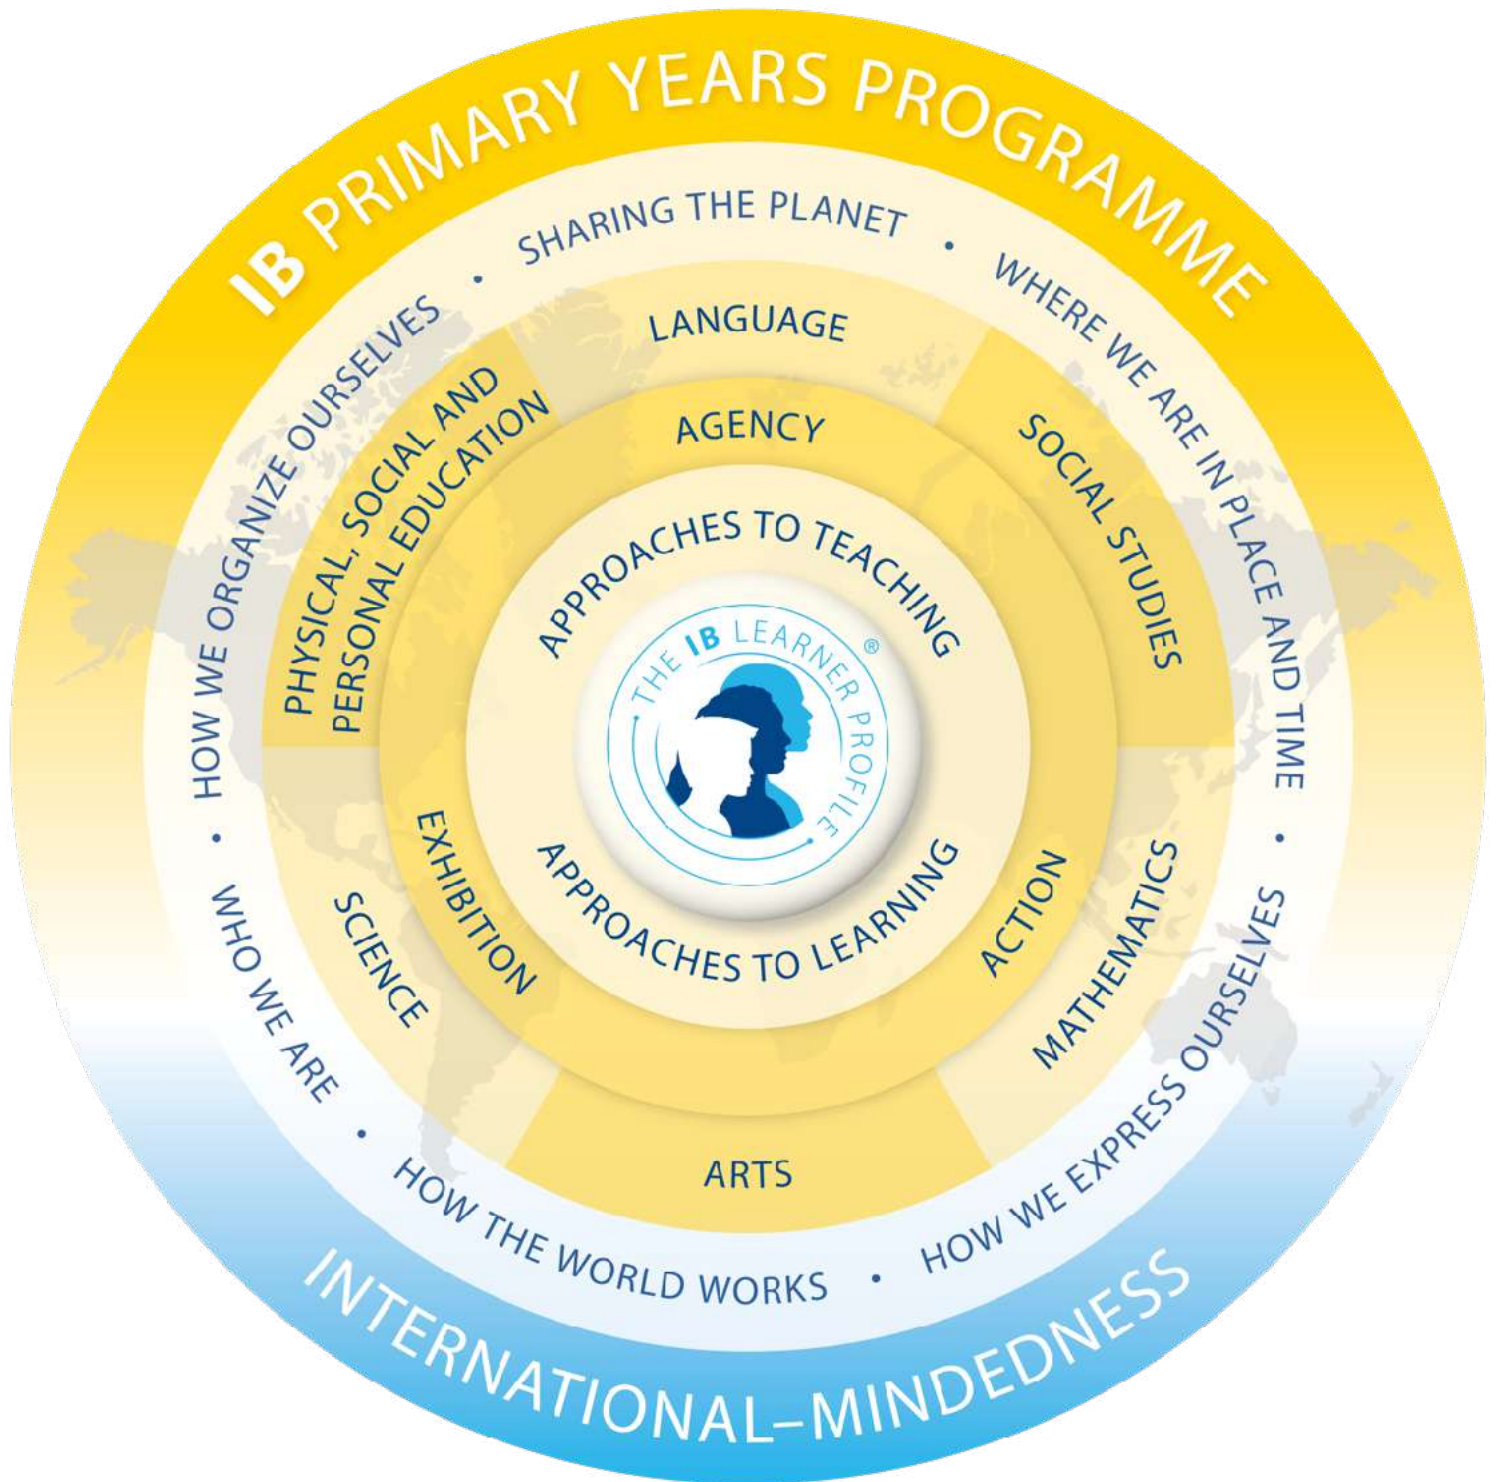 IB PRIMARY YEARS PROGRAMME
SHARING THE PLANET
•
WHERE WE ARE IN PLACE AND TIME
•
HOW WE EXPRESS OURSELVES
•
HOW THE WORLD WORKS
•
WHO WE ARE
•
HOW WE ORGANIZE OURSELVES
•
LANGUAGE
SOCIAL STUDIES
MATHEMATICS
ARTS
SCIENCE
PHYSICAL, SOCIAL AND
PERSONAL EDUCATION
AGENCY
ACTION
EXHIBITION
APPROACHES TO TEACHING
APPROACHES TO LEARNING
THE IB LEARNER PROFILE ®
INTERNATIONAL–MINDEDNESS